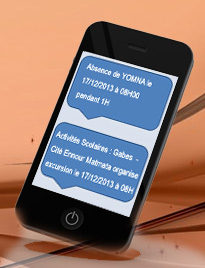 Absence de YOMNA le
17/12/2013 à 08H00
pendant 1H
Activités Scolaires : Gabes -
Cité Ennour Matmata organise
excursion le 17/12/2013 à 08H